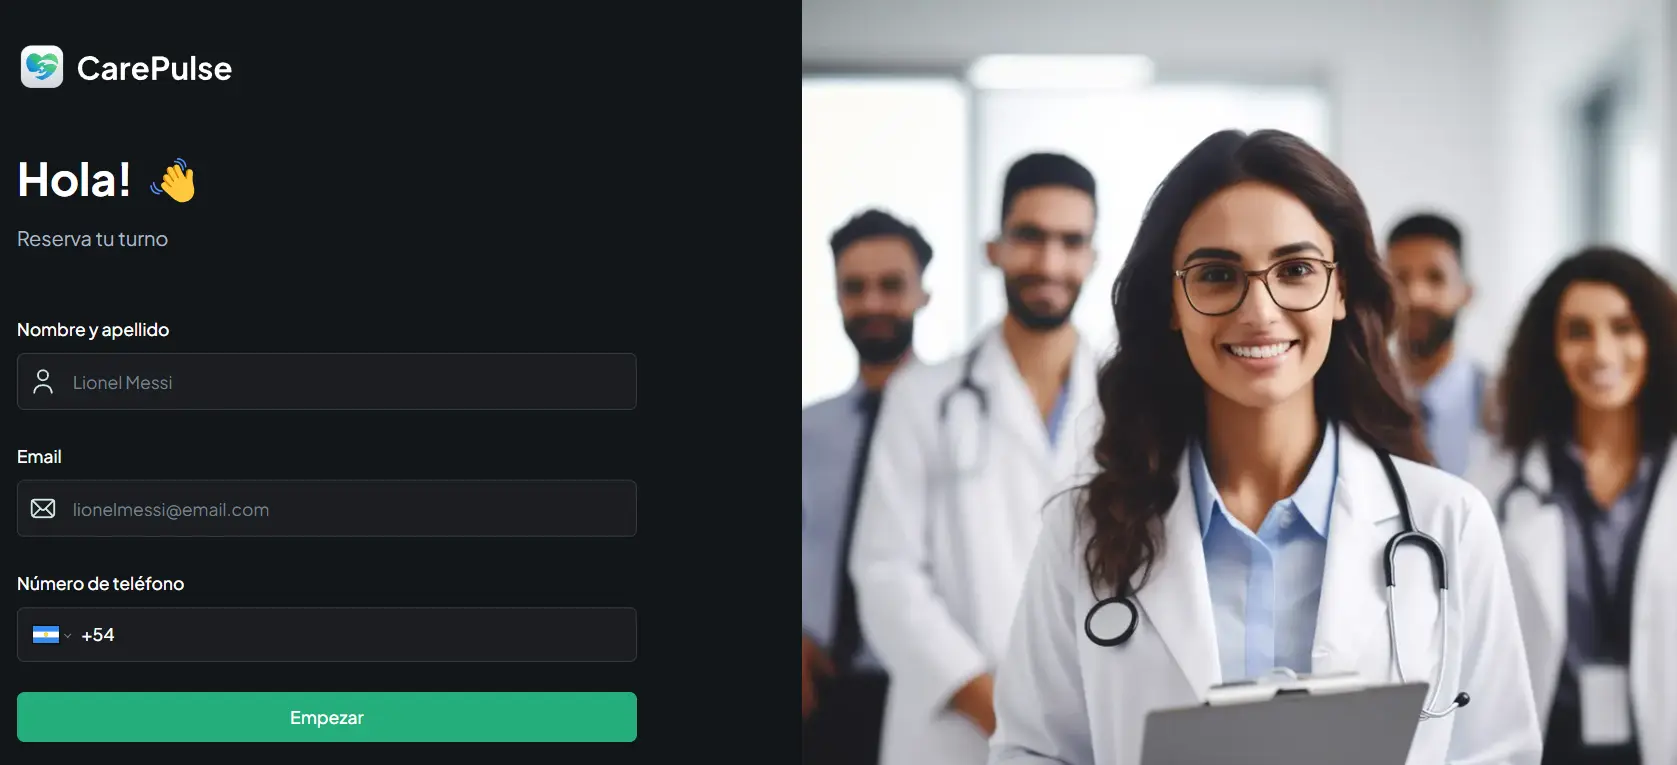 CarePulse
Hola! 👋
Reserva tu turno
Nombre y apellido
Lionel Messi
Email
lionelmessi@email.com
Número de teléfono
+54
Empezar